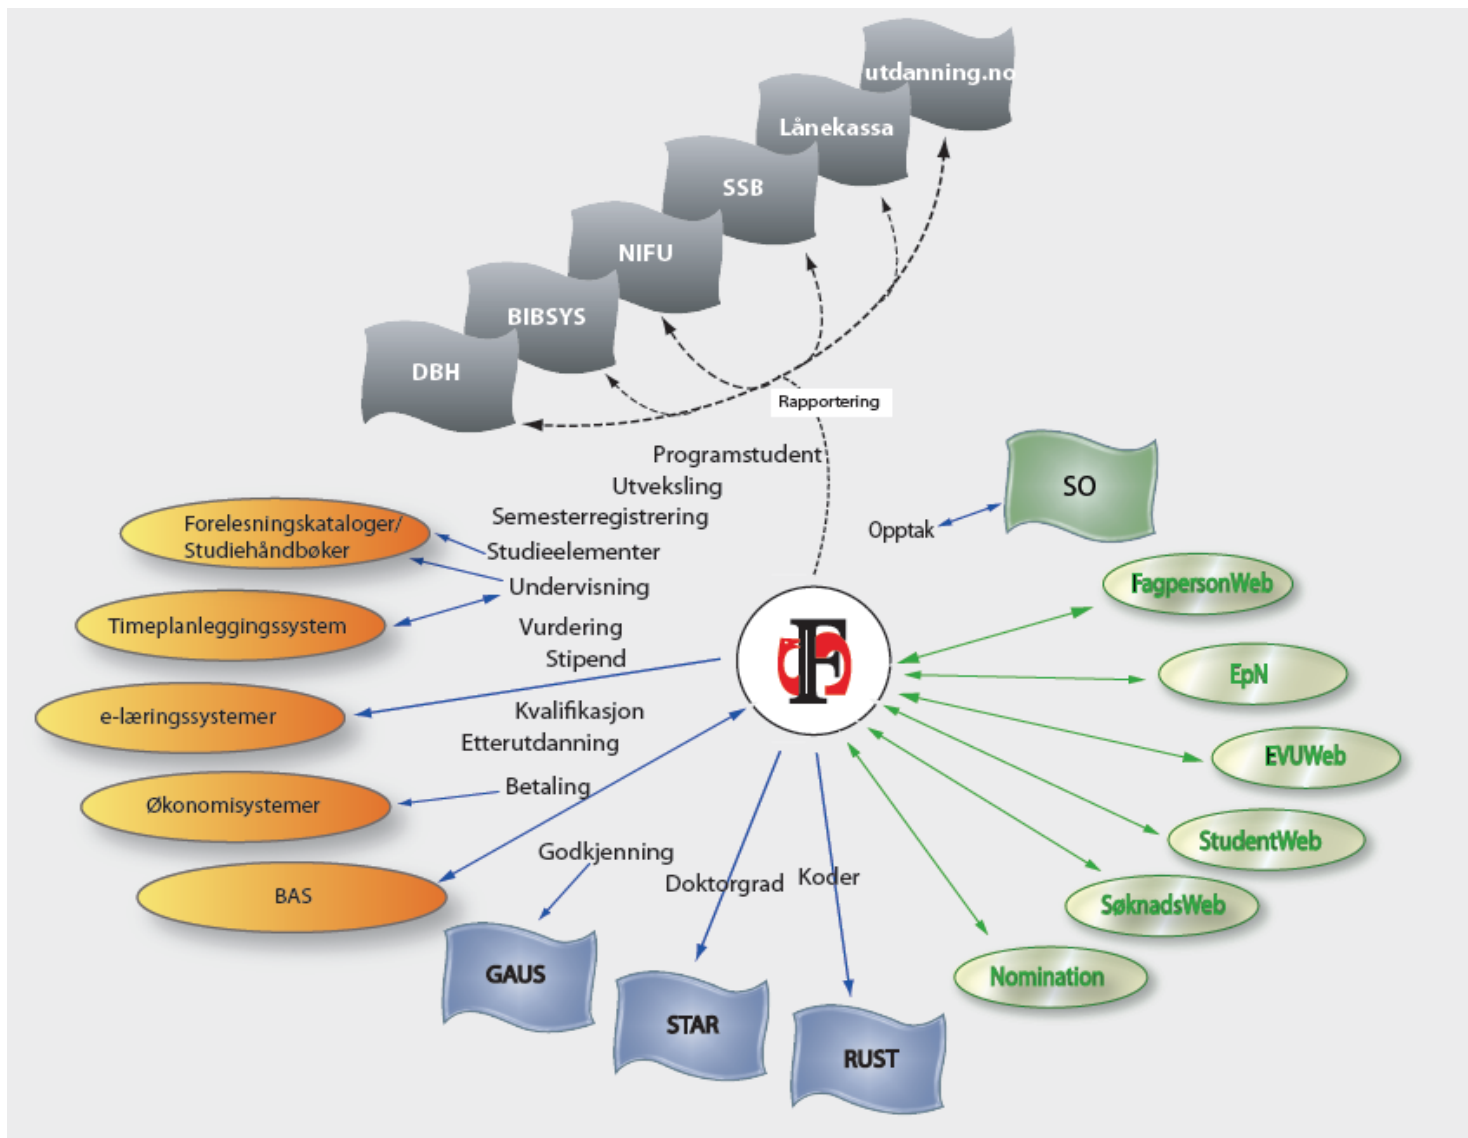 utdanning.no
Lånekassa
SSB
NIFU
BIBSYS
DBH
Rapportering
Programstudent
Utveksling
Semesterregistrering
Studieelementer
Undervisning
Vurdering
Stipend
Kvalifikasjon
Etterutdanning
Betaling
Godkjenning
Doktorgrad
Koder
Opptak
SO
Forelesningskataloger/
Studiehåndbøker
Timeplanleggingssystem
e-læringssystemer
Økonomisystemer
BAS
FS
FagpersonWeb
EpN
EVUWeb
StudentWeb
SøknadsWeb
Nomination
GAUS
STAR
RUST